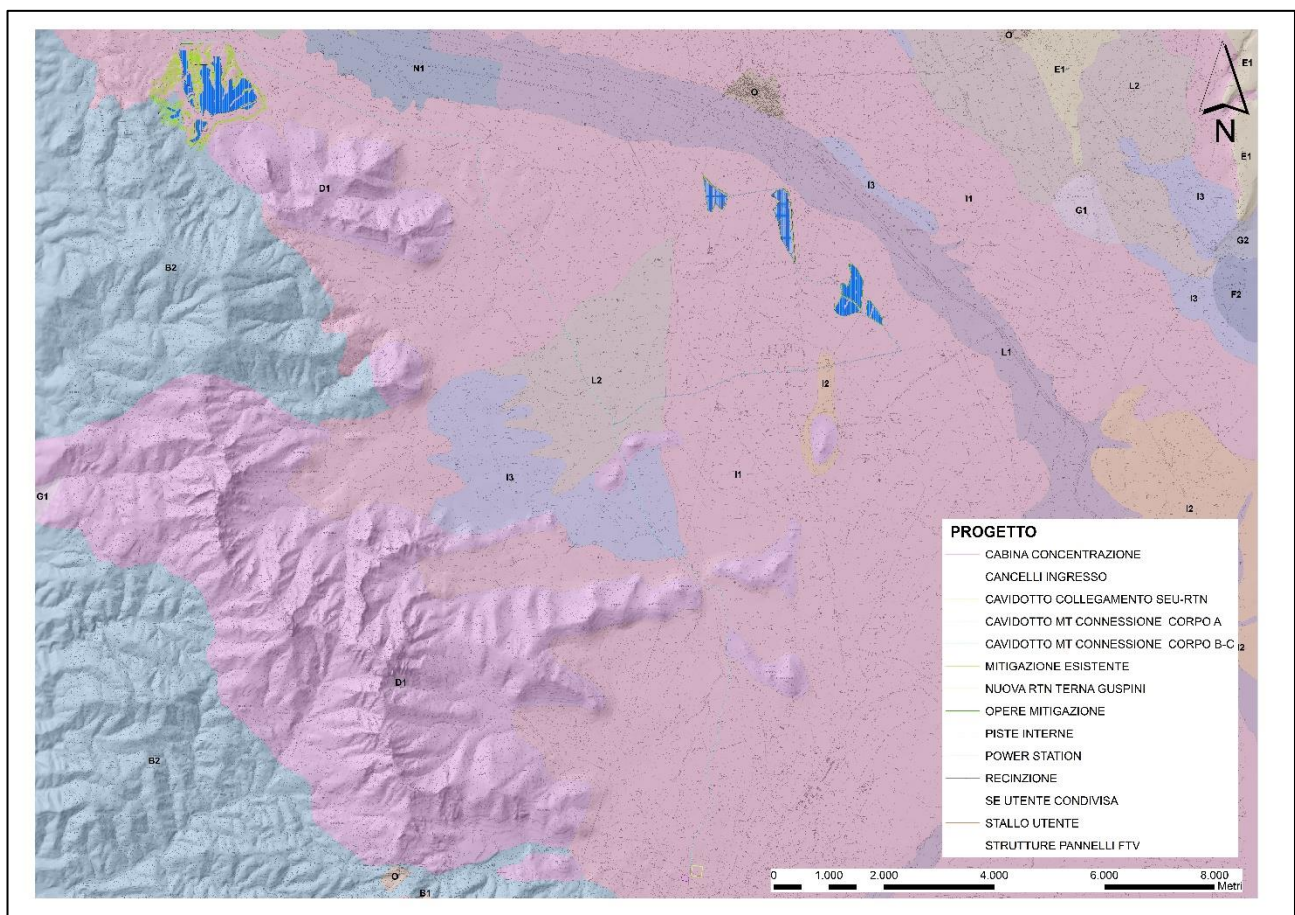 O
E1
E1
N1
L2
O
N
E1
D1
I3
I1
G1
I3
G2
B2
I3
F2
L1
L2
I2
I3
I1
G1
I2
PROGETTO
CABINA CONCENTRAZIONE
CANCELLI INGRESSO
CAVIDOTTO COLLEGAMENTO SEU-RTN
CAVIDOTTO MT CONNESSIONE CORPO A
CAVIDOTTO MT CONNESSIONE CORPO B-C
I2
MITIGAZIONE ESISTENTE
D1
NUOVA RTN TERNA GUSPINI
OPERE MITIGAZIONE
PISTE INTERNE
B2
POWER STATION
RECINZIONE
SE UTENTE CONDIVISA
STALLO UTENTE
STRUTTURE PANNELLI FTV
O
B1
0 1.000 2.000 4.000 6.000 8.000
Metri